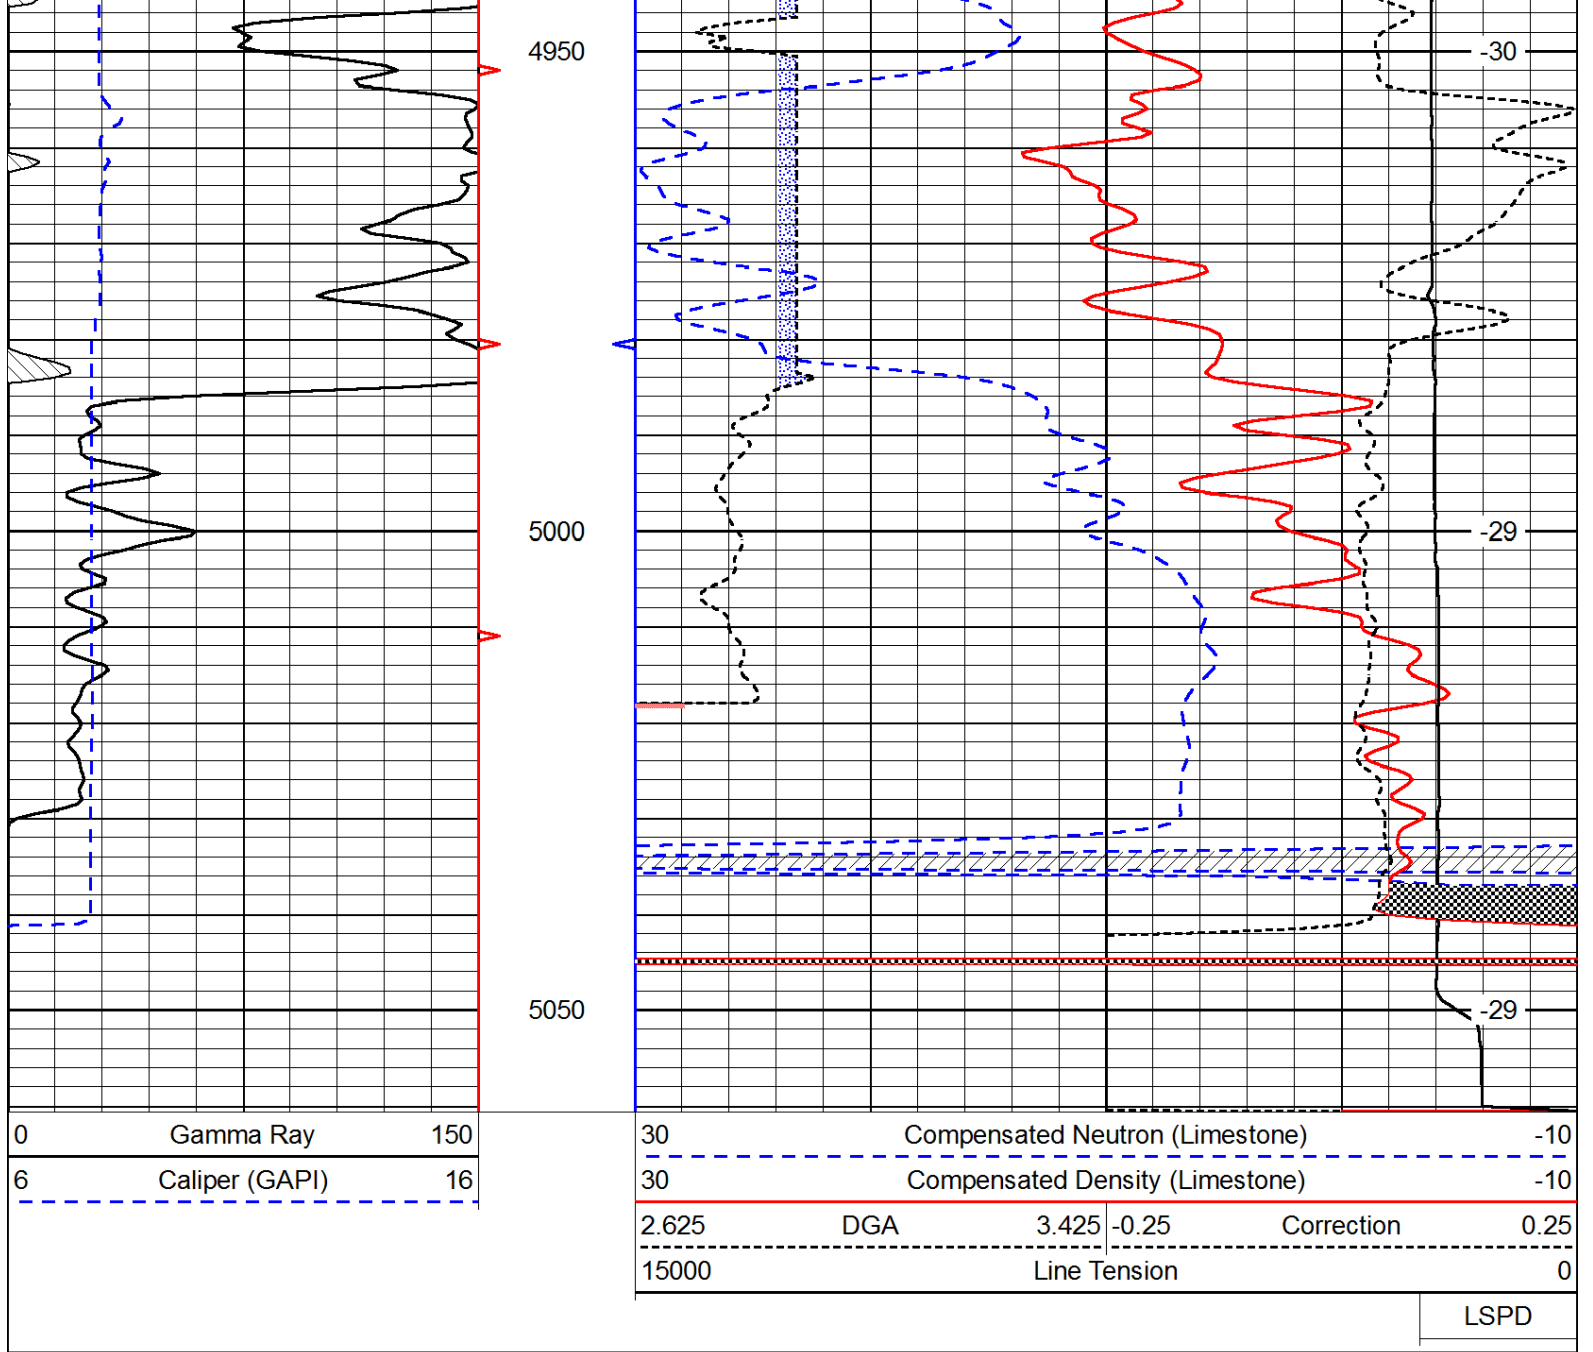 4950 -30
5000 -29
5050 -29
0 Gamma Ray 150
30 Compensated Neutron (Limestone) -10
6 Caliper (GAPI) 16
30 Compensated Density (Limestone) -10
2.625 DGA 3.425 -0.25 Correction 0.25
15000 Line Tension 0
LSPD